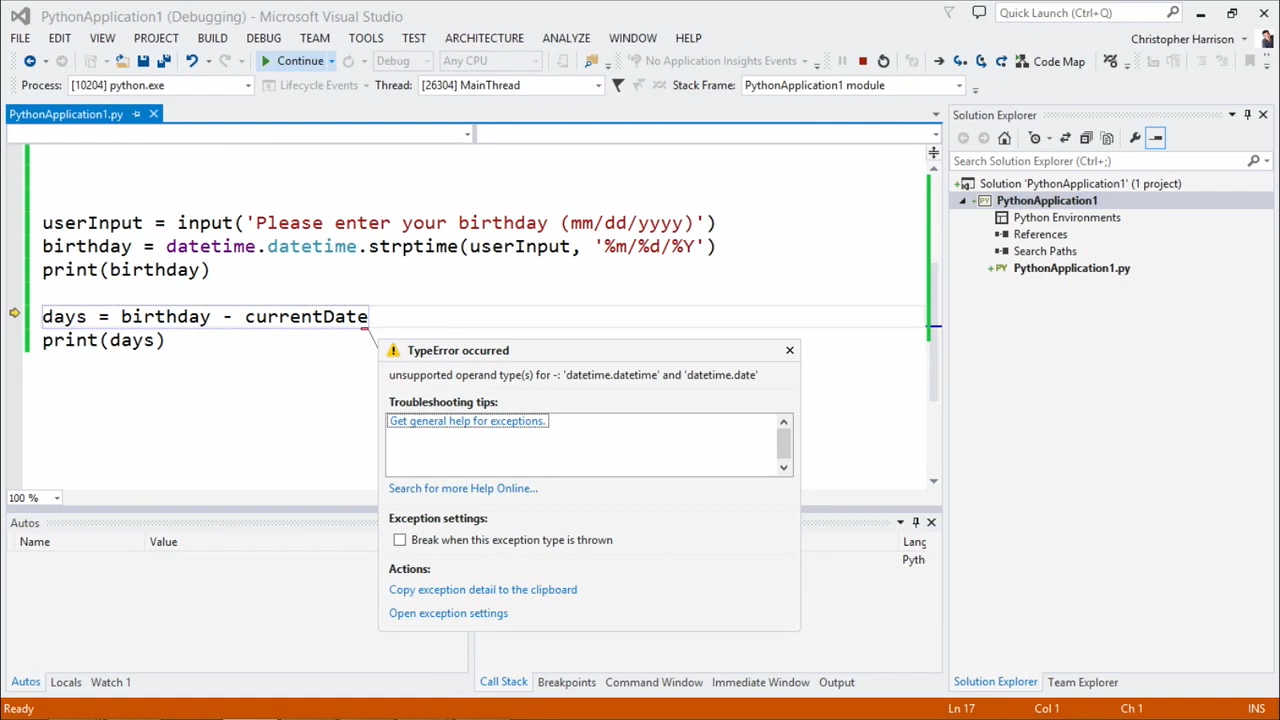 PythonApplication1 (Debugging) - Microsoft Visual Studio
Quick Launch (Ctrl+Q)
FILE EDIT VIEW PROJECT BUILD DEBUG TEAM TOOLS TEST ARCHITECTURE ANALYZE WINDOW HELP
Christopher Harrison
Continue Debug Any CPU No Application Insights Events Code Map
Process: [10204] python.exe Lifecycle Events Thread: [26304] MainThread Stack Frame: PythonApplication1 module
PythonApplication1.py
userInput = input('Please enter your birthday (mm/dd/yyyy)')
birthday = datetime.datetime.strptime(userInput, '%m/%d/%Y')
print(birthday)
days = birthday - currentDate
print(days)
TypeError occurred
unsupported operand type(s) for -: 'datetime.datetime' and 'datetime.date'
Troubleshooting tips:
Get general help for exceptions.
Search for more Help Online...
Exception settings:
Break when this exception type is thrown
Actions:
Copy exception detail to the clipboard
Open exception settings
100 %
Autos
Name Value
Lang
Pyth
Autos Locals Watch 1
Call Stack Breakpoints Command Window Immediate Window Output
Solution Explorer
Search Solution Explorer (Ctrl+;)
Solution 'PythonApplication1' (1 project)
PY PythonApplication1
Python Environments
References
Search Paths
PY PythonApplication1.py
Solution Explorer Team Explorer
Ready Ln 17 Col 1 Ch 1 INS